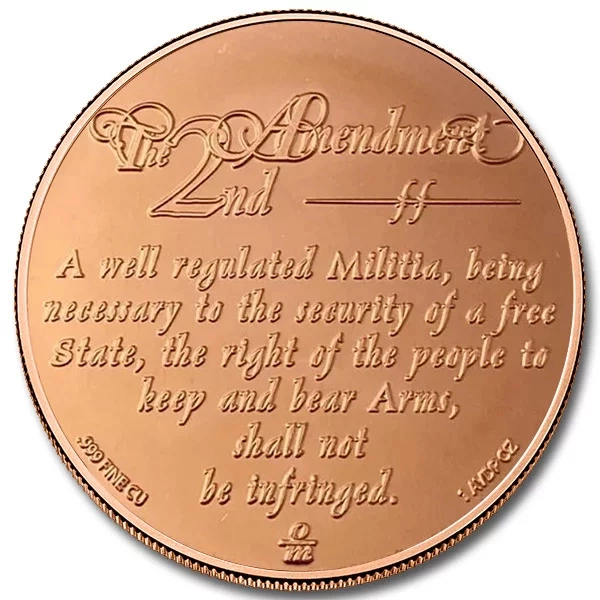 The 2nd Amendment
A well regulated Militia, being
necessary to the security of a free
State, the right of the people to
keep and bear Arms,
shall not
be infringed.
.999 FINE CU
1 AVDP OZ
o
m